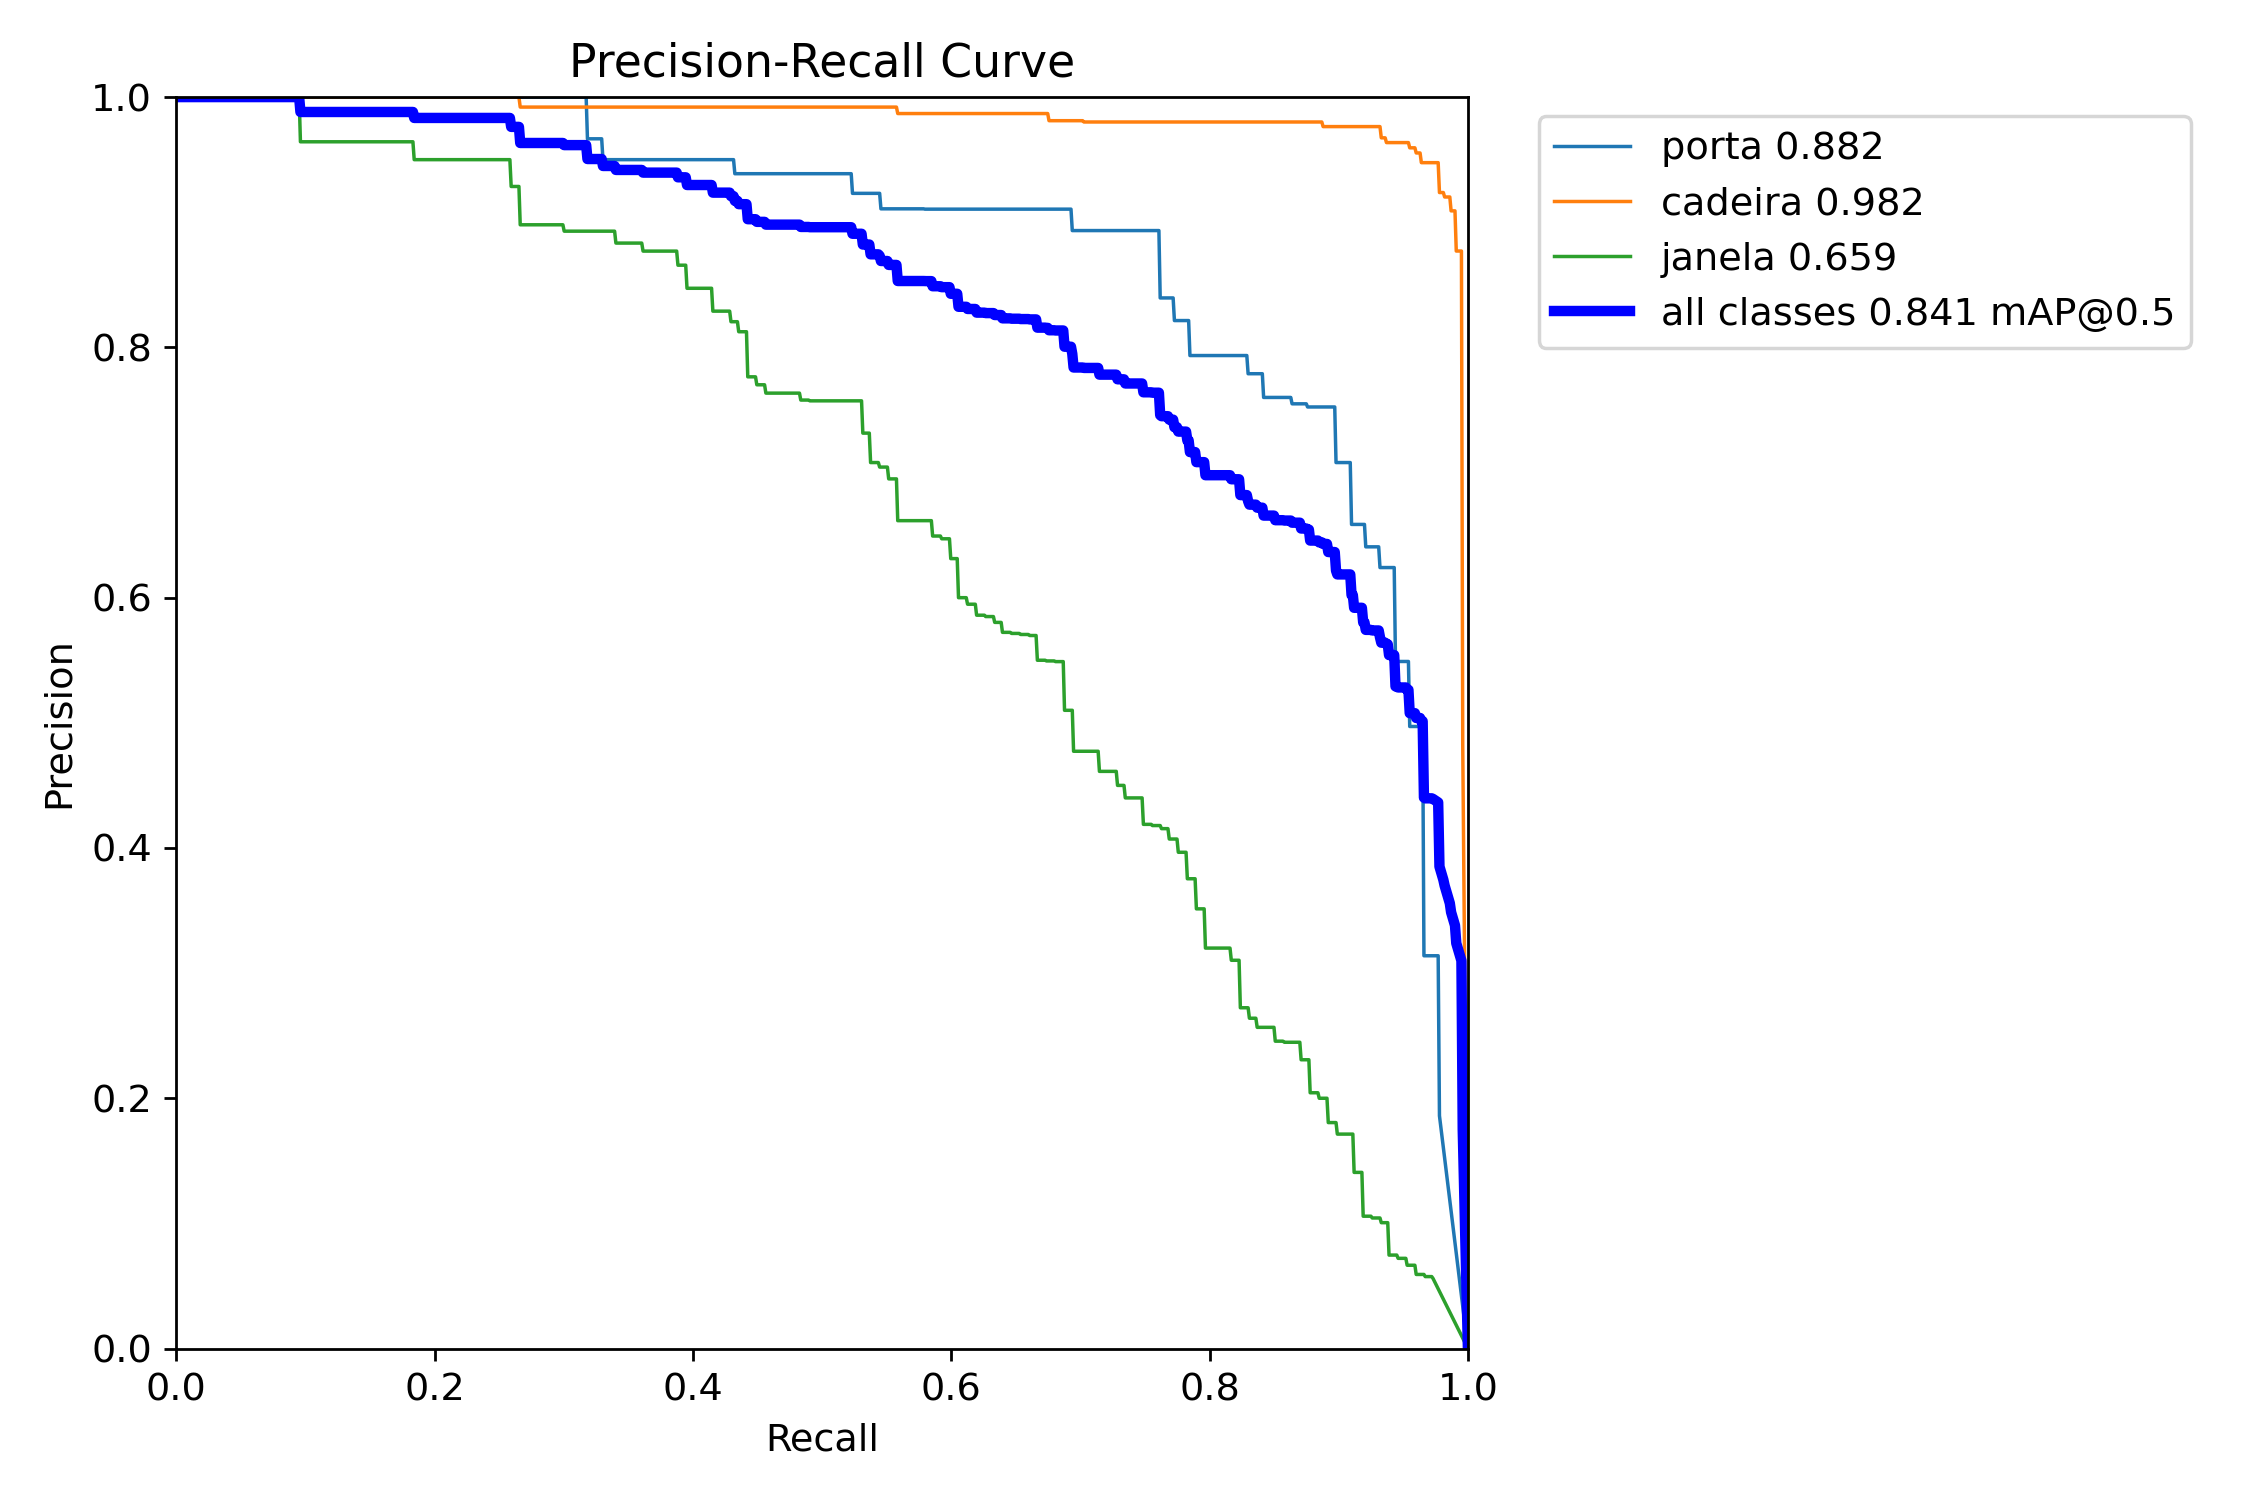 Precision-Recall Curve
1.0
0.8
0.6
0.4
0.2
0.0
Precision
0.0 0.2 0.4 0.6 0.8 1.0
Recall
porta 0.882
cadeira 0.982
janela 0.659
all classes 0.841 mAP@0.5